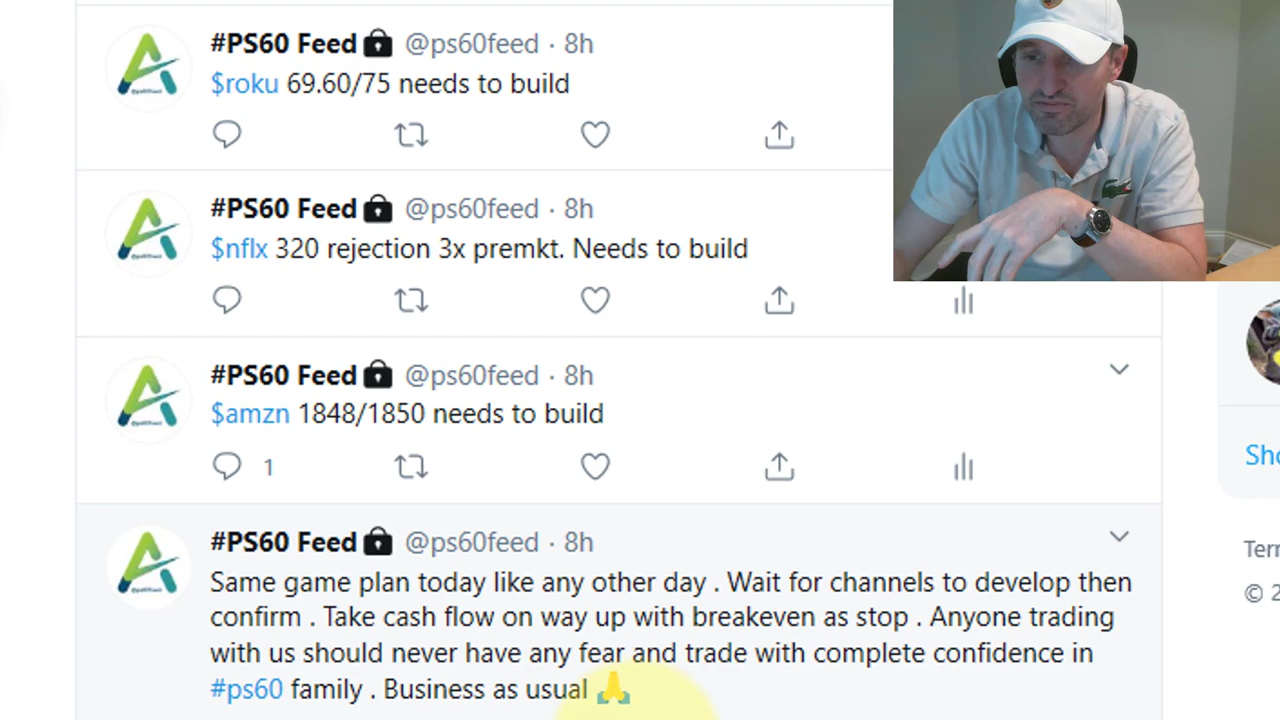 #PS60 Feed @ps60feed · 8h
$roku 69.60/75 needs to build
#PS60 Feed @ps60feed · 8h
$nflx 320 rejection 3x premkt. Needs to build
#PS60 Feed @ps60feed · 8h
$amzn 1848/1850 needs to build
1
#PS60 Feed @ps60feed · 8h
Same game plan today like any other day . Wait for channels to develop then
confirm . Take cash flow on way up with breakeven as stop . Anyone trading
with us should never have any fear and trade with complete confidence in
#ps60 family . Business as usual 🙏
Sho
Tern
© 2